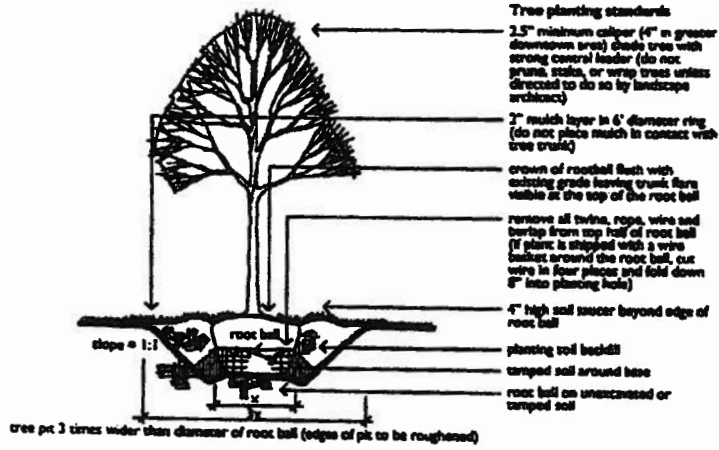 Tree planting standards
2.5" minimum caliper (4" in greater
downtown area) shade tree with
strong central leader (do not
prune, stake, or wrap trees unless
directed to do so by landscape
architect)
2" mulch layer in 6' diameter ring
(do not place mulch in contact with
tree trunk)
crown of rootball flush with
existing grade leaving trunk flare
visible at the top of the root ball
remove all twine, rope, wire and
burlap from top half of root ball
(if plant is shipped with a wire
basket around the root ball, cut
wire in four places and fold down
8" into planting hole)
4" high soil saucer beyond edge of
root ball
root ball
slope = 1:1
planting soil backfill
tamped soil around base
root ball on unexcavated or
tamped soil
x
tree pit 3 times wider than diameter of root ball (edges of pit to be roughened)